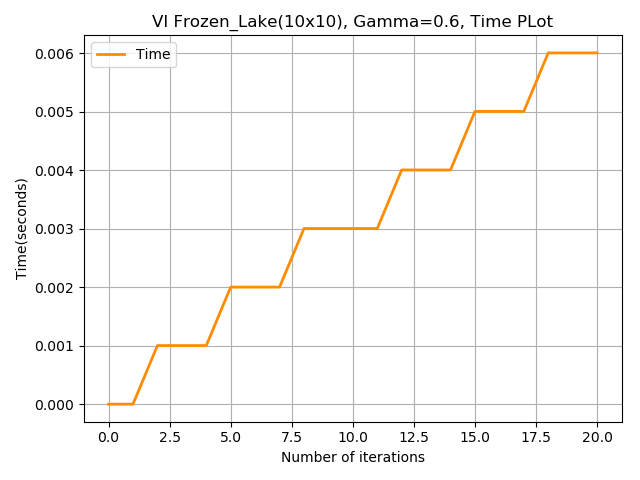 VI Frozen_Lake(10x10), Gamma=0.6, Time PLot
Time
0.006
0.005
0.004
0.003
0.002
0.001
0.000
Time(seconds)
0.0 2.5 5.0 7.5 10.0 12.5 15.0 17.5 20.0
Number of iterations